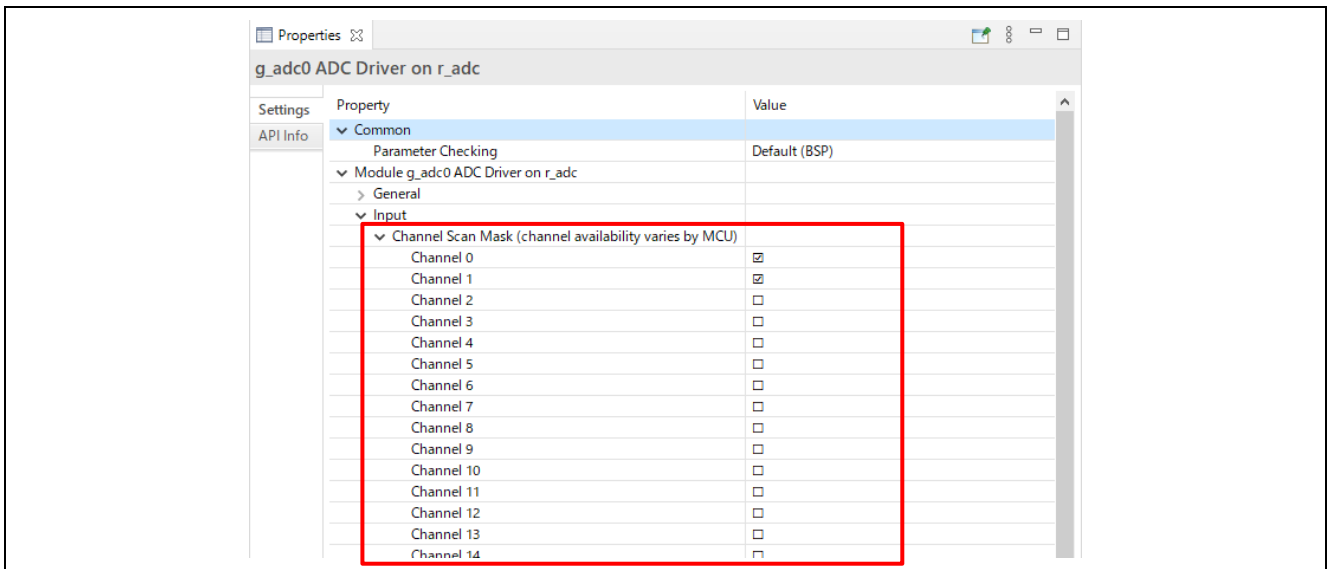 Properties
g_adc0 ADC Driver on r_adc
Settings
API Info
Property Value
Common
Parameter Checking Default (BSP)
Module g_adc0 ADC Driver on r_adc
General
Input
Channel Scan Mask (channel availability varies by MCU)
Channel 0
Channel 1
Channel 2
Channel 3
Channel 4
Channel 5
Channel 6
Channel 7
Channel 8
Channel 9
Channel 10
Channel 11
Channel 12
Channel 13
Channel 14